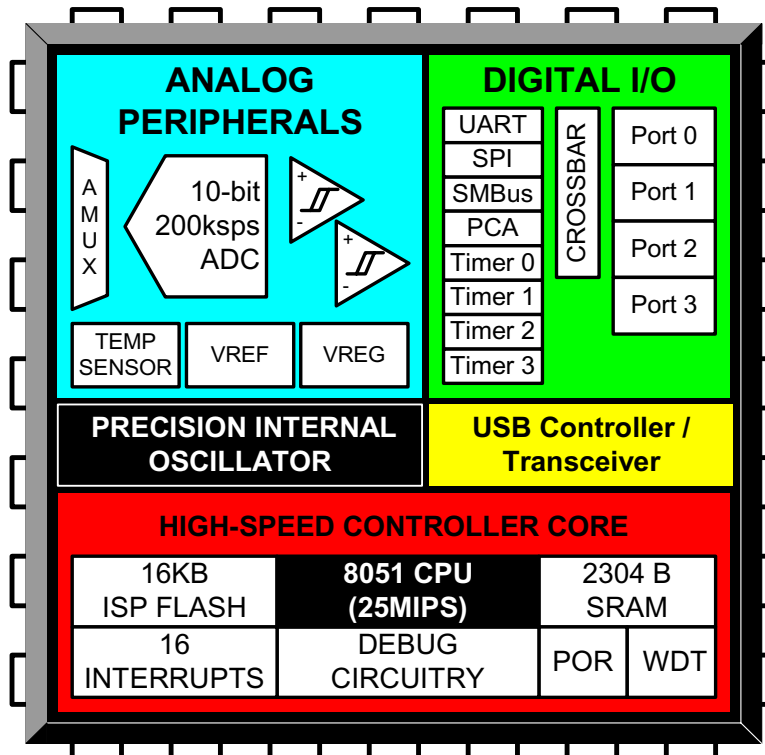 ANALOG
PERIPHERALS
A
M
U
X
10-bit
200ksps
ADC
+
-
+
-
TEMP
SENSOR
VREF
VREG
DIGITAL I/O
UART
SPI
SMBus
PCA
Timer 0
Timer 1
Timer 2
Timer 3
CROSSBAR
Port 0
Port 1
Port 2
Port 3
PRECISION INTERNAL
OSCILLATOR
USB Controller /
Transceiver
HIGH-SPEED CONTROLLER CORE
16KB
ISP FLASH
8051 CPU
(25MIPS)
2304 B
SRAM
16
INTERRUPTS
DEBUG
CIRCUITRY
POR
WDT